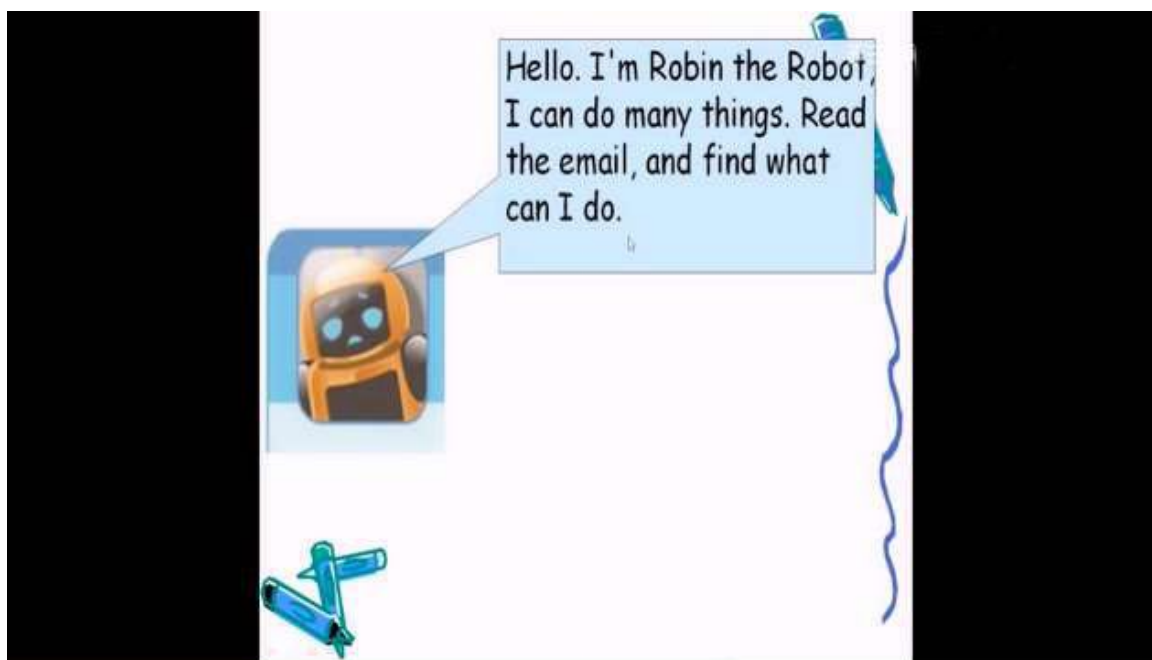 Hello. I'm Robin the Robot,
I can do many things. Read
the email, and find what
can I do.